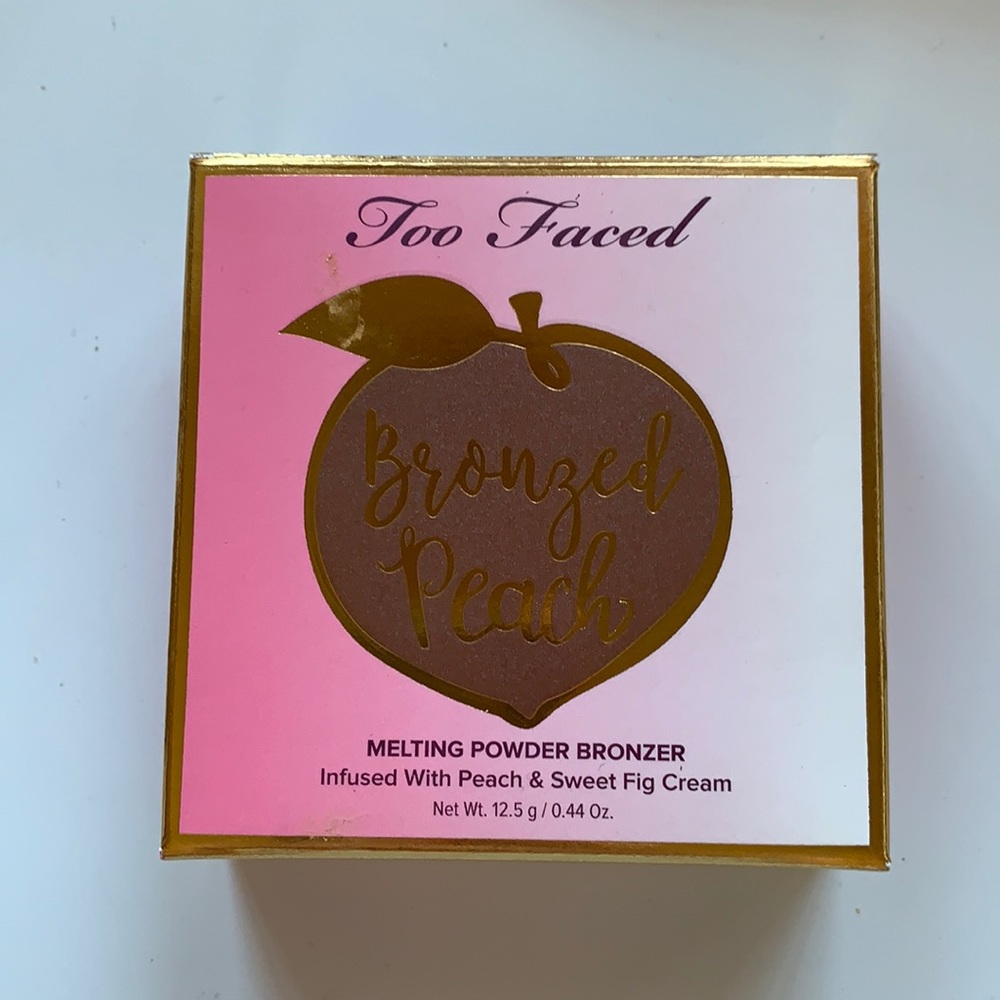 Too Faced
Bronzed
Peach
MELTING POWDER BRONZER
Infused With Peach & Sweet Fig Cream
Net Wt. 12.5 g / 0.44 Oz.